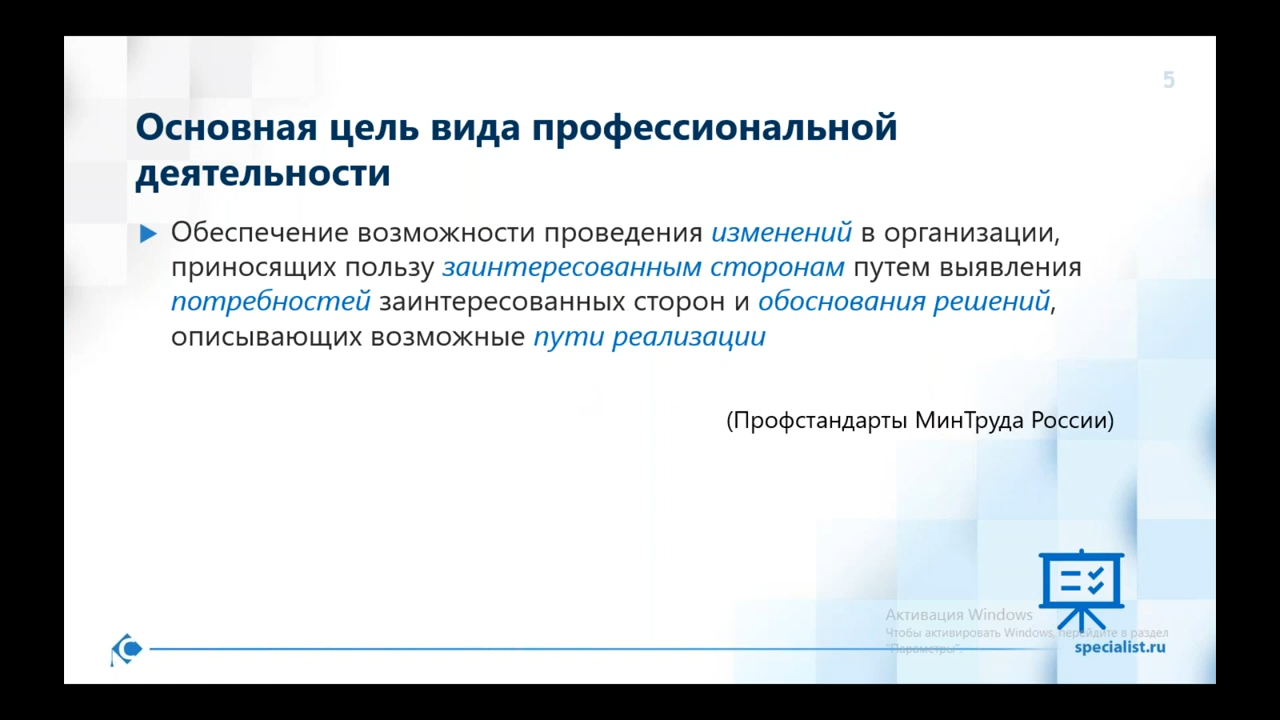 5
Основная цель вида профессиональной
деятельности
Обеспечение возможности проведения изменений в организации,
приносящих пользу заинтересованным сторонам путем выявления
потребностей заинтересованных сторон и обоснования решений,
описывающих возможные пути реализации
(Профстандарты МинТруда России)
Активация Windows
Чтобы активировать Windows, перейдите в раздел
"Параметры".
specialist.ru